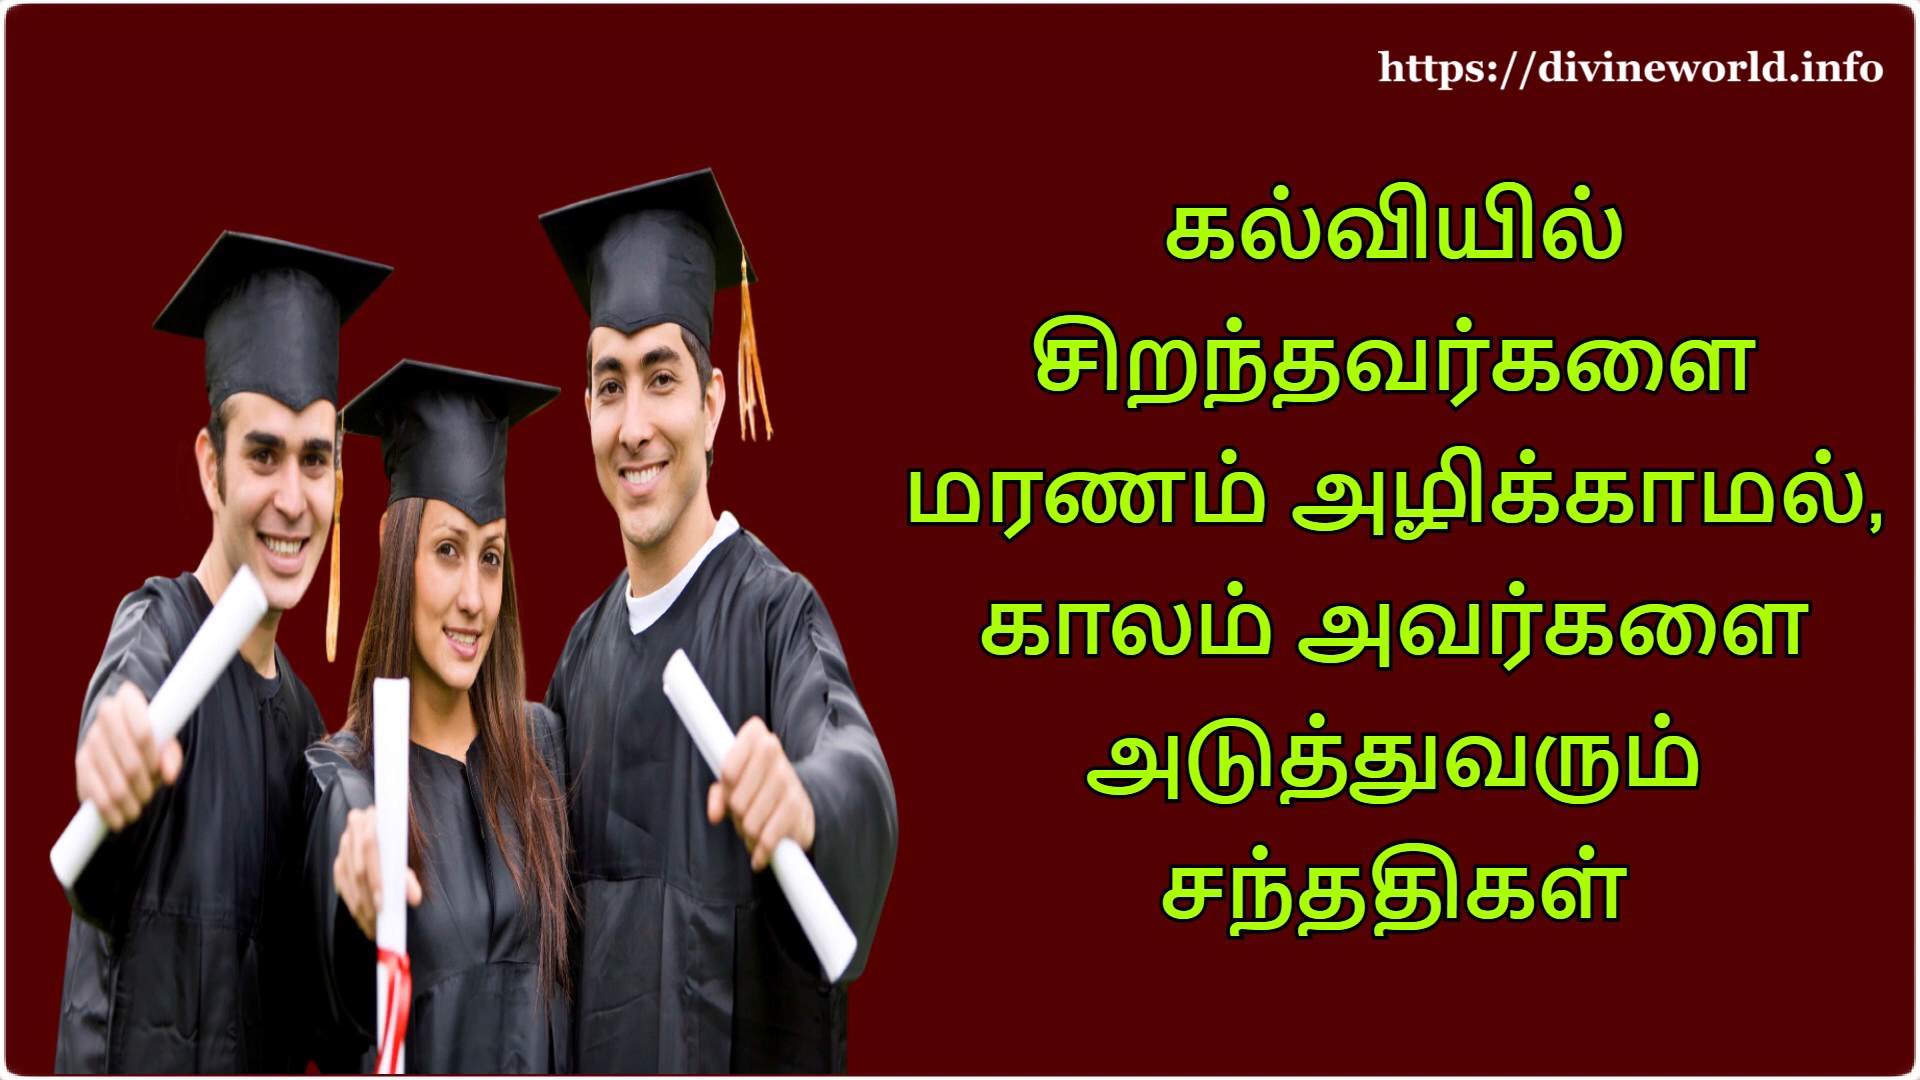 https://divineworld.info
கல்வியில்
சிறந்தவர்களை
மரணம் அழிக்காமல்,
காலம் அவர்களை
அடுத்துவரும்
சந்ததிகள்